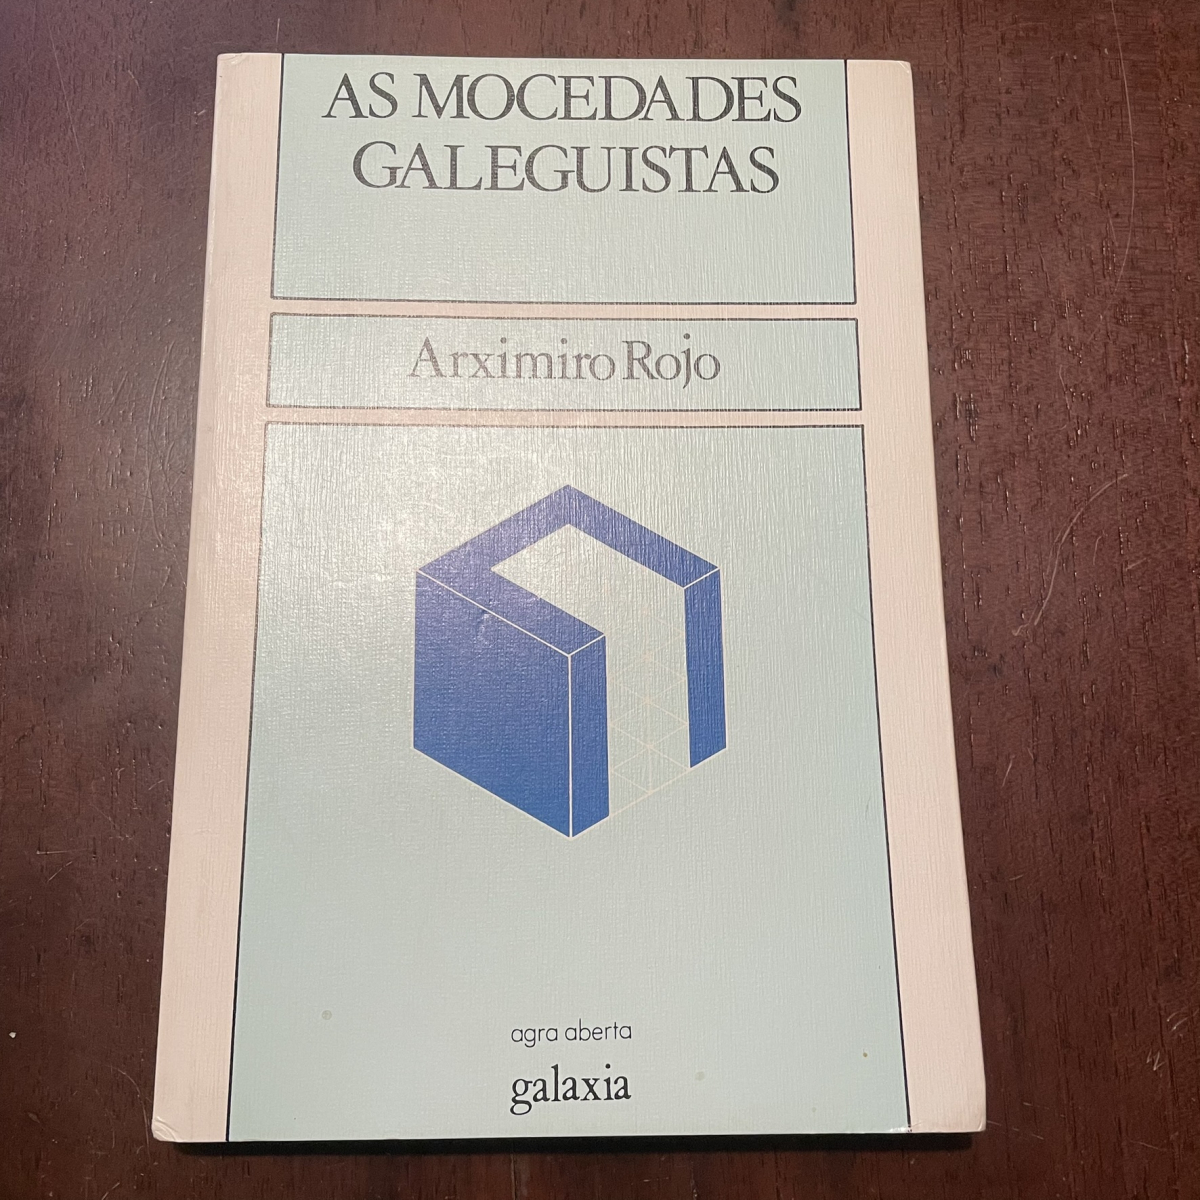 AS MOCEDADES
GALEGUISTAS
Arximiro Rojo
agra aberta
galaxia